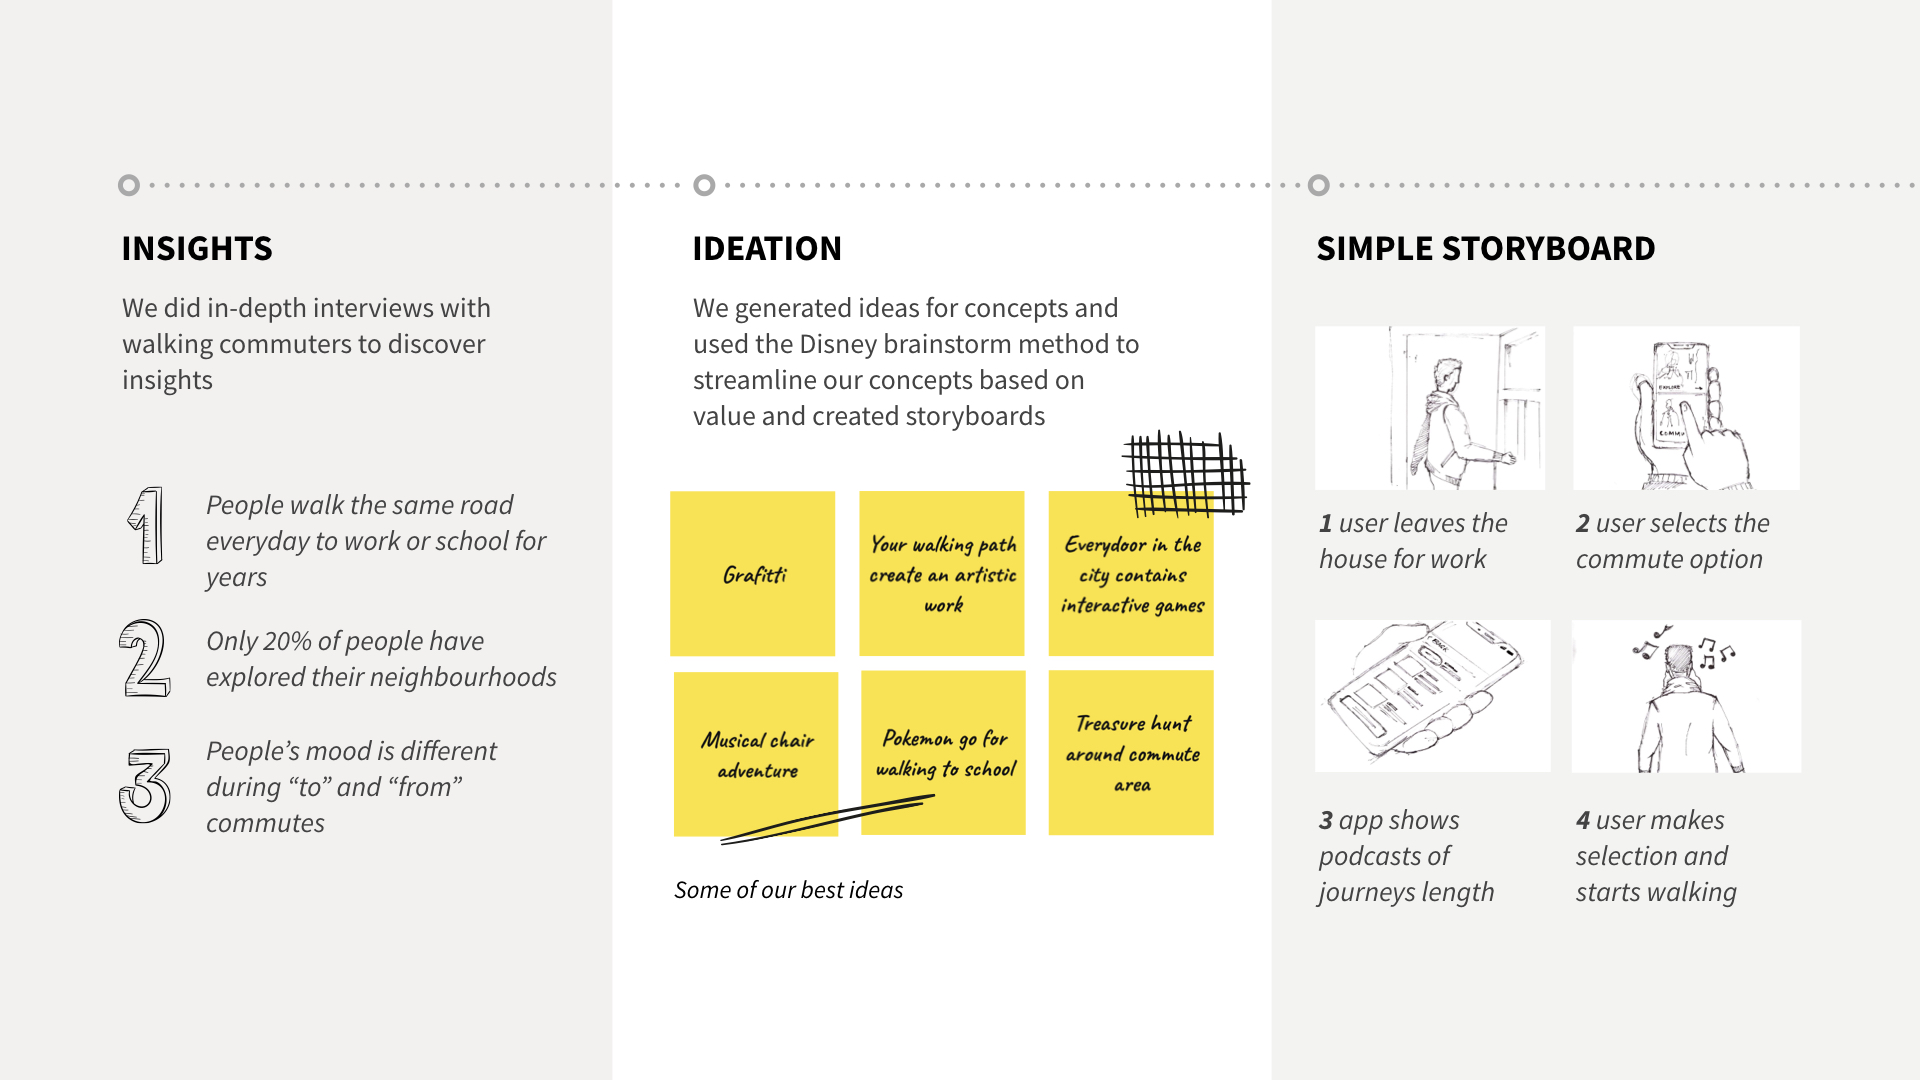 INSIGHTS
We did in-depth interviews with
walking commuters to discover
insights
1
People walk the same road
everyday to work or school for
years
2
Only 20% of people have
explored their neighbourhoods
3
People’s mood is different
during “to” and “from”
commutes
IDEATION
We generated ideas for concepts and
used the Disney brainstorm method to
streamline our concepts based on
value and created storyboards
Grafitti
Your walking path
create an artistic
work
Everydoor in the
city contains
interactive games
Musical chair
adventure
Pokemon go for
walking to school
Treasure hunt
around commute
area
Some of our best ideas
SIMPLE STORYBOARD
EXPLORE
COMMU
1 user leaves the
house for work
2 user selects the
commute option
3 app shows
podcasts of
journeys length
4 user makes
selection and
starts walking